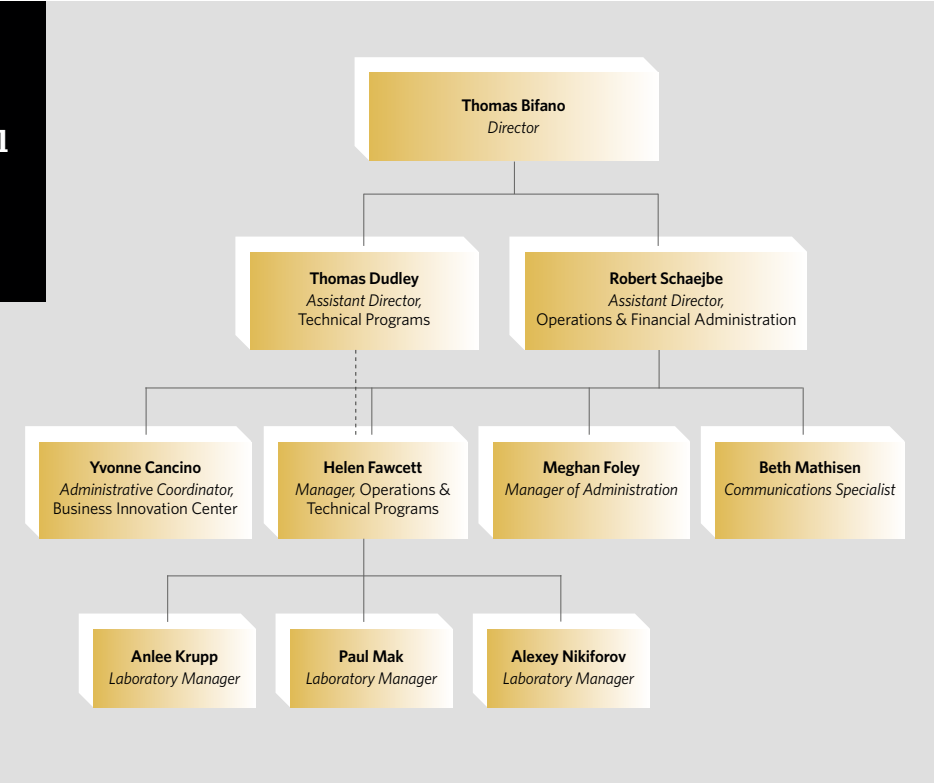 Thomas Bifano
Director
Thomas Dudley
Assistant Director,
Technical Programs
Robert Schaejbe
Assistant Director,
Operations & Financial Administration
Yvonne Cancino
Administrative Coordinator,
Business Innovation Center
Helen Fawcett
Manager, Operations &
Technical Programs
Meghan Foley
Manager of Administration
Beth Mathisen
Communications Specialist
Anlee Krupp
Laboratory Manager
Paul Mak
Laboratory Manager
Alexey Nikiforov
Laboratory Manager